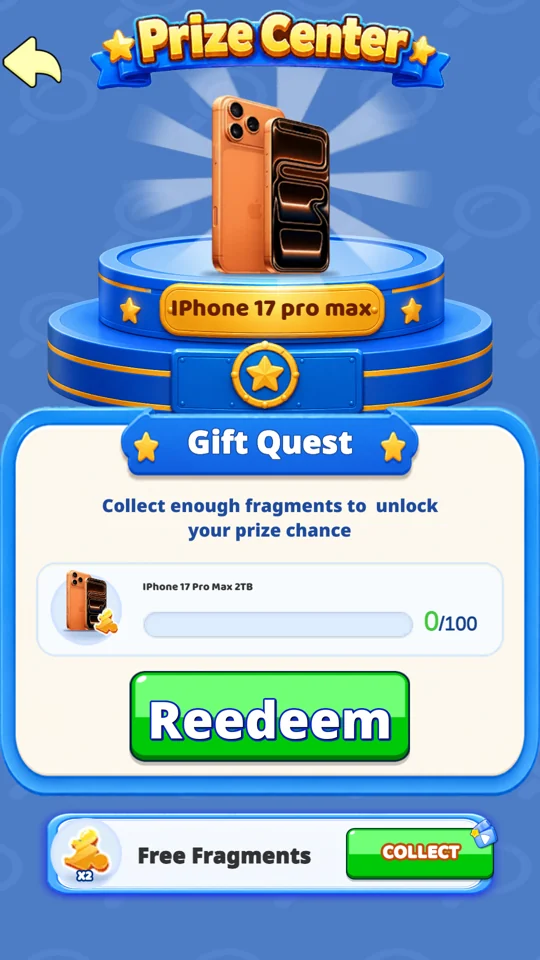 Prize Center
IPhone 17 pro max
Gift Quest
Collect enough fragments to unlock
your prize chance
IPhone 17 Pro Max 2TB
0/100
Reedeem
X2
Free Fragments
COLLECT